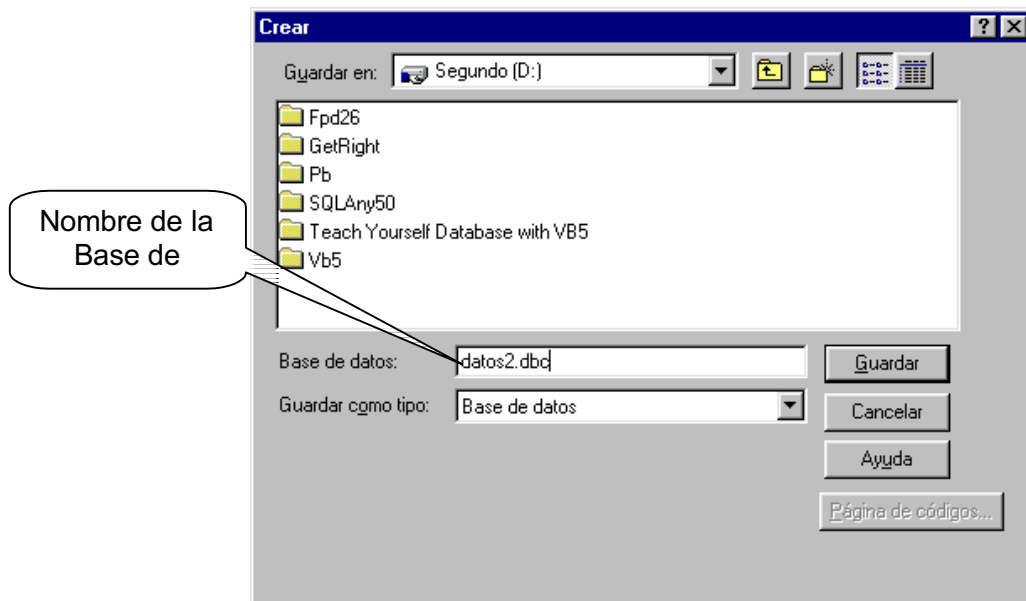 Crear
Guardar en: Segundo (D:)
Fpd26
GetRight
Pb
SQLAny50
Teach Yourself Database with VB5
Vb5
Nombre de la
Base de
Base de datos: datos2.dbc Guardar
Guardar como tipo: Base de datos Cancelar
Ayuda
Página de códigos...